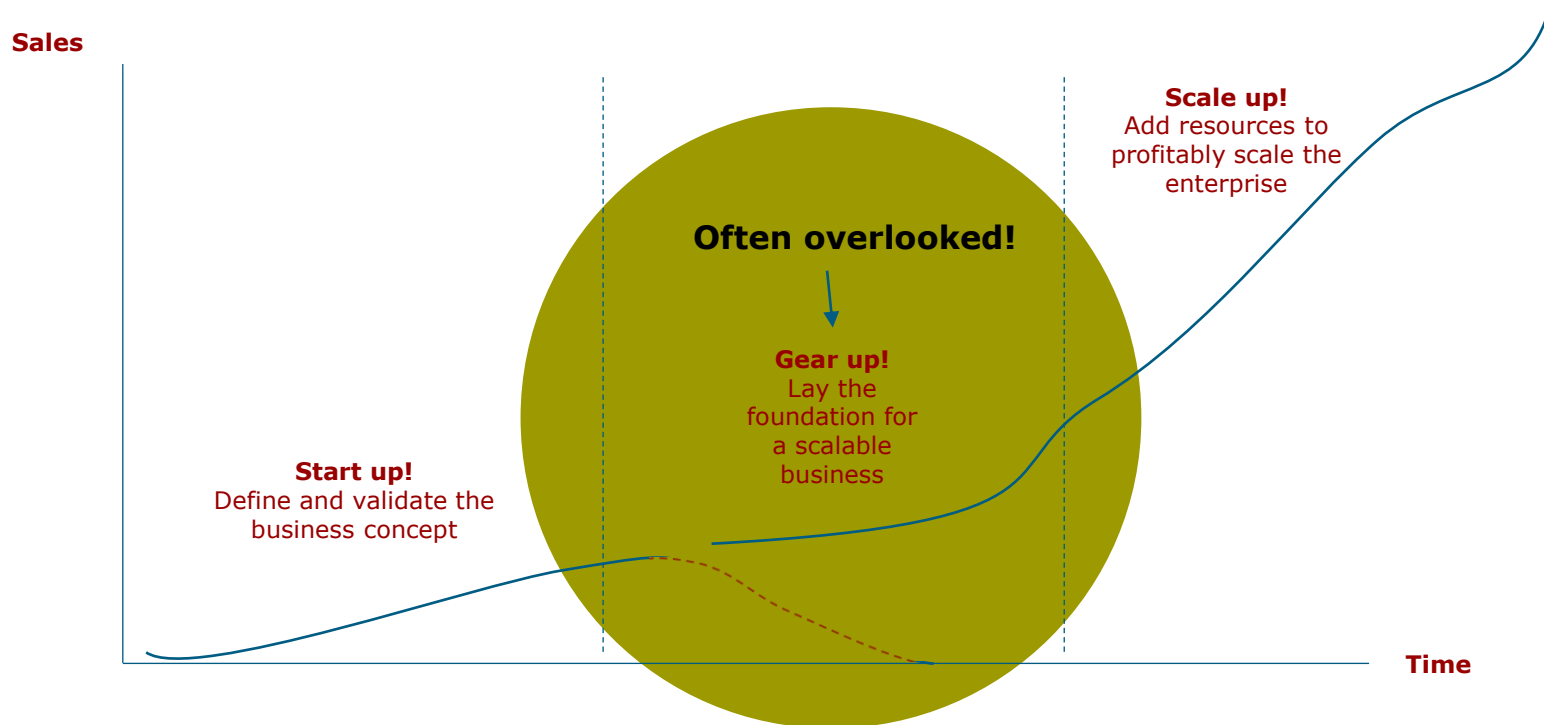 Sales
Scale up!
Add resources to
profitably scale the
enterprise
Often overlooked!
Gear up!
Lay the
foundation for
a scalable
business
Start up!
Define and validate the
business concept
Time